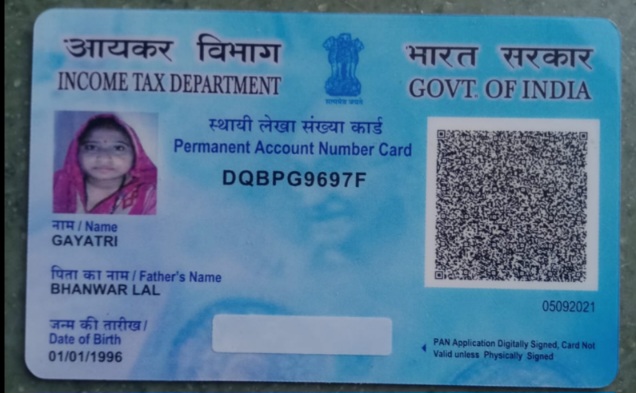 आयकर विभाग
INCOME TAX DEPARTMENT
सत्यमेव जयते
भारत सरकार
GOVT. OF INDIA
स्थायी लेखा संख्या कार्ड
Permanent Account Number Card
DQBPG9697F
नाम / Name
GAYATRI
पिता का नाम / Father's Name
BHANWAR LAL
जन्म की तारीख /
Date of Birth
01/01/1996
05092021
PAN Application Digitally Signed, Card Not
Valid unless Physically Signed